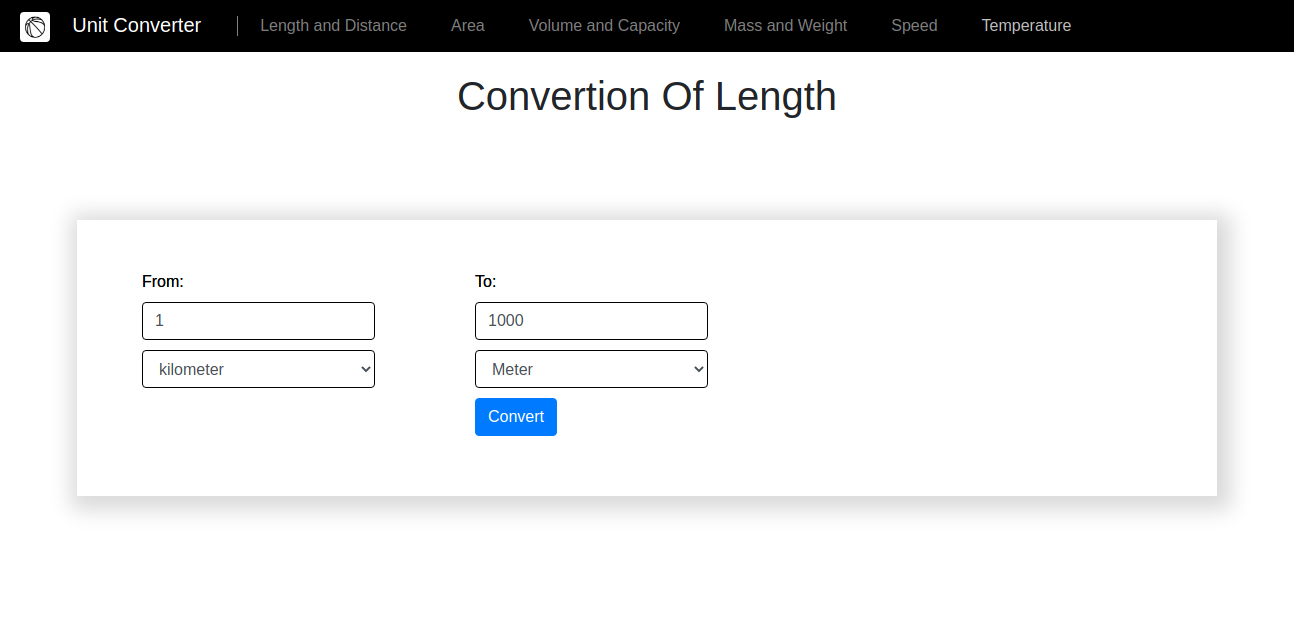 Unit Converter | Length and Distance Area Volume and Capacity Mass and Weight Speed Temperature
Convertion Of Length
From: To:
1 1000
kilometer Meter
Convert